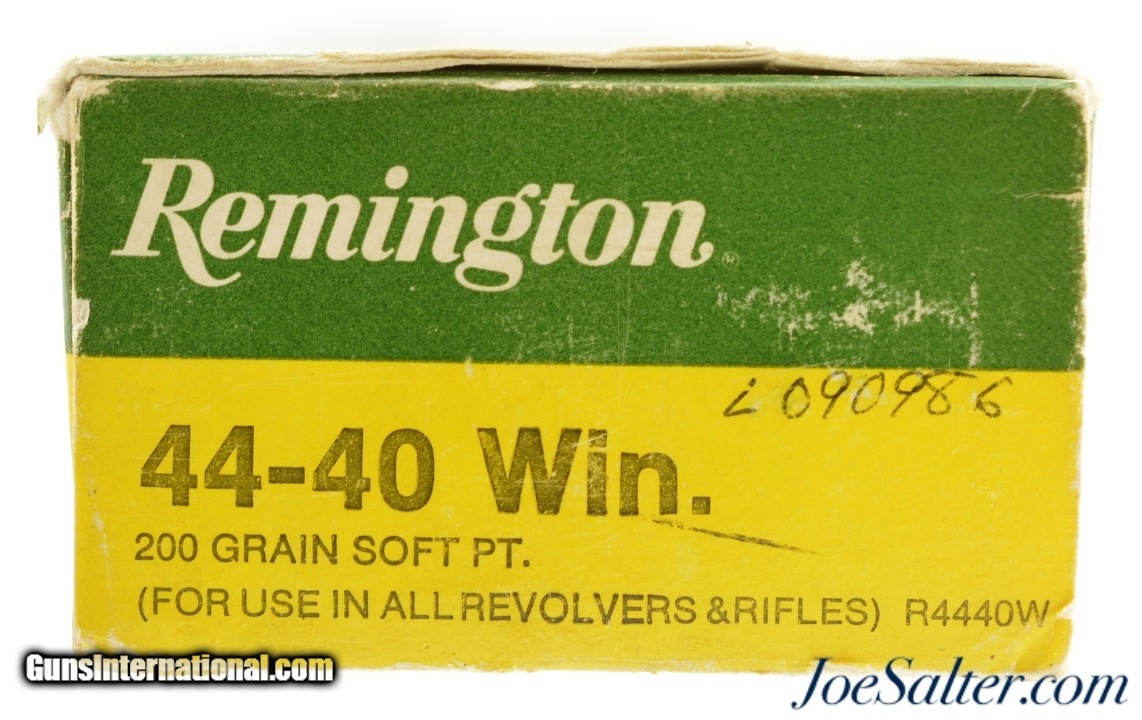 Remington®
L090986
44-40 Win.
200 GRAIN SOFT PT.
(FOR USE IN ALL REVOLVERS & RIFLES) R4440W
GunsInternational.com
JoeSalter.com